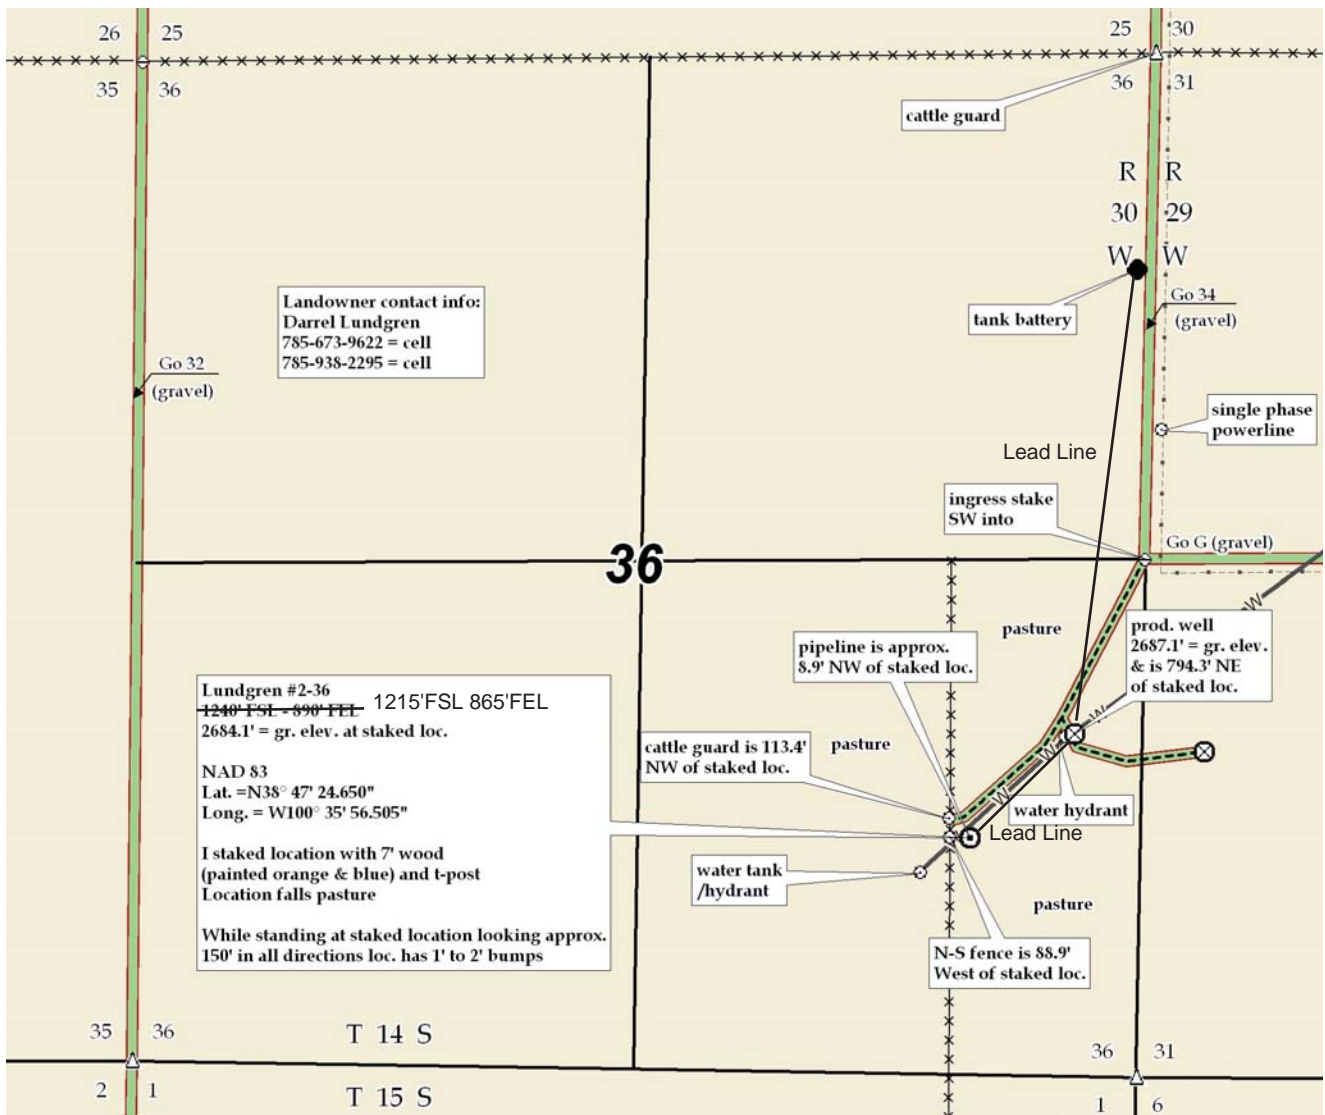 26 25
25 30
35 36
36 31
cattle guard
R R
30 29
W W
Landowner contact info:
Darrel Lundgren
785-673-9622 = cell
785-938-2295 = cell
tank battery
Go 34
(gravel)
Go 32
(gravel)
single phase
powerline
Lead Line
ingress stake
SW into
Go G (gravel)
36
W
pasture
prod. well
2687.1' = gr. elev.
& is 794.3' NE
of staked loc.
pipeline is approx.
8.9' NW of staked loc.
Lundgren #2-36
1240' FSL - 890' FEL 1215'FSL 865'FEL
2684.1' = gr. elev. at staked loc.
NAD 83
Lat. =N38° 47' 24.650"
Long. = W100° 35' 56.505"
I staked location with 7' wood
(painted orange & blue) and t-post
Location falls pasture
While standing at staked location looking approx.
150' in all directions loc. has 1' to 2' bumps
W
cattle guard is 113.4'
NW of staked loc.
pasture
W
W
water hydrant
Lead Line
water tank
/hydrant
pasture
N-S fence is 88.9'
West of staked loc.
35 36
T 14 S
36 31
2 1
T 15 S
1 6